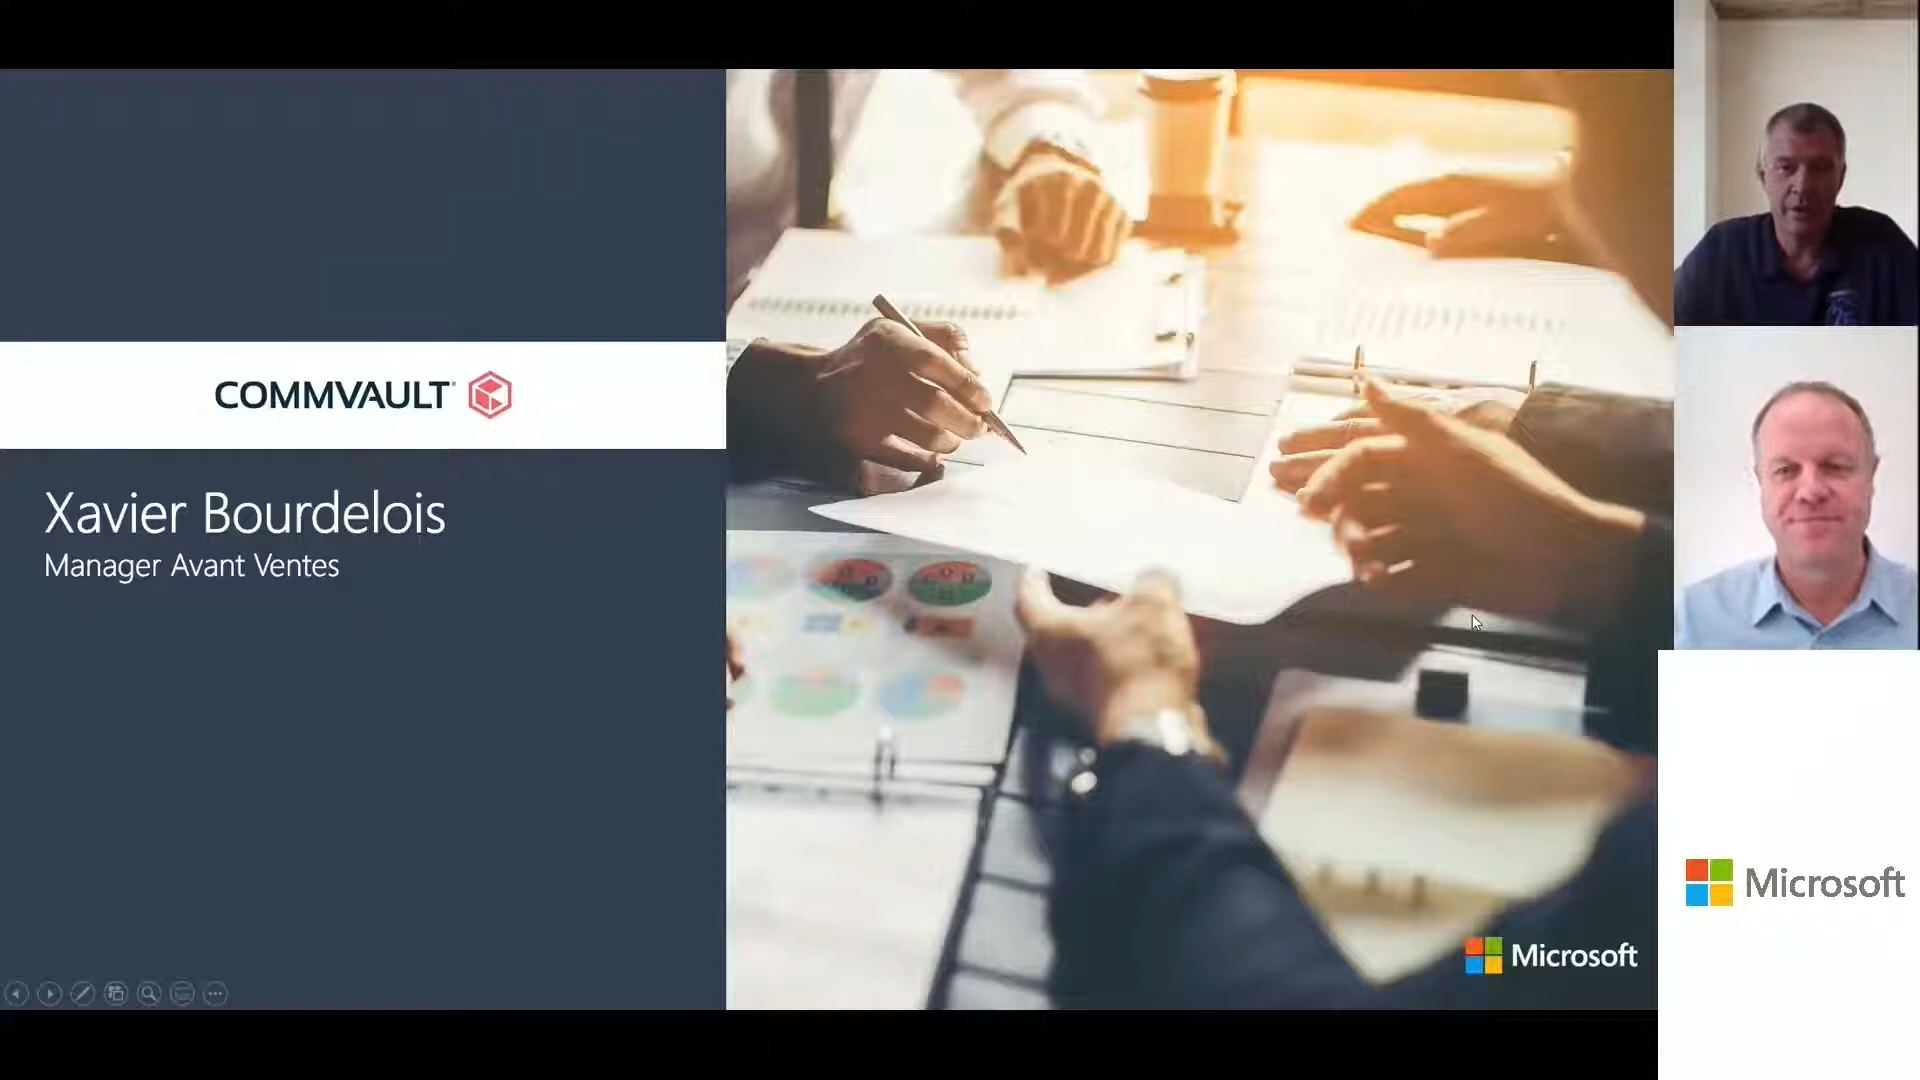 COMMVAULT
Xavier Bourdelois
Manager Avant Ventes
Microsoft
Microsoft